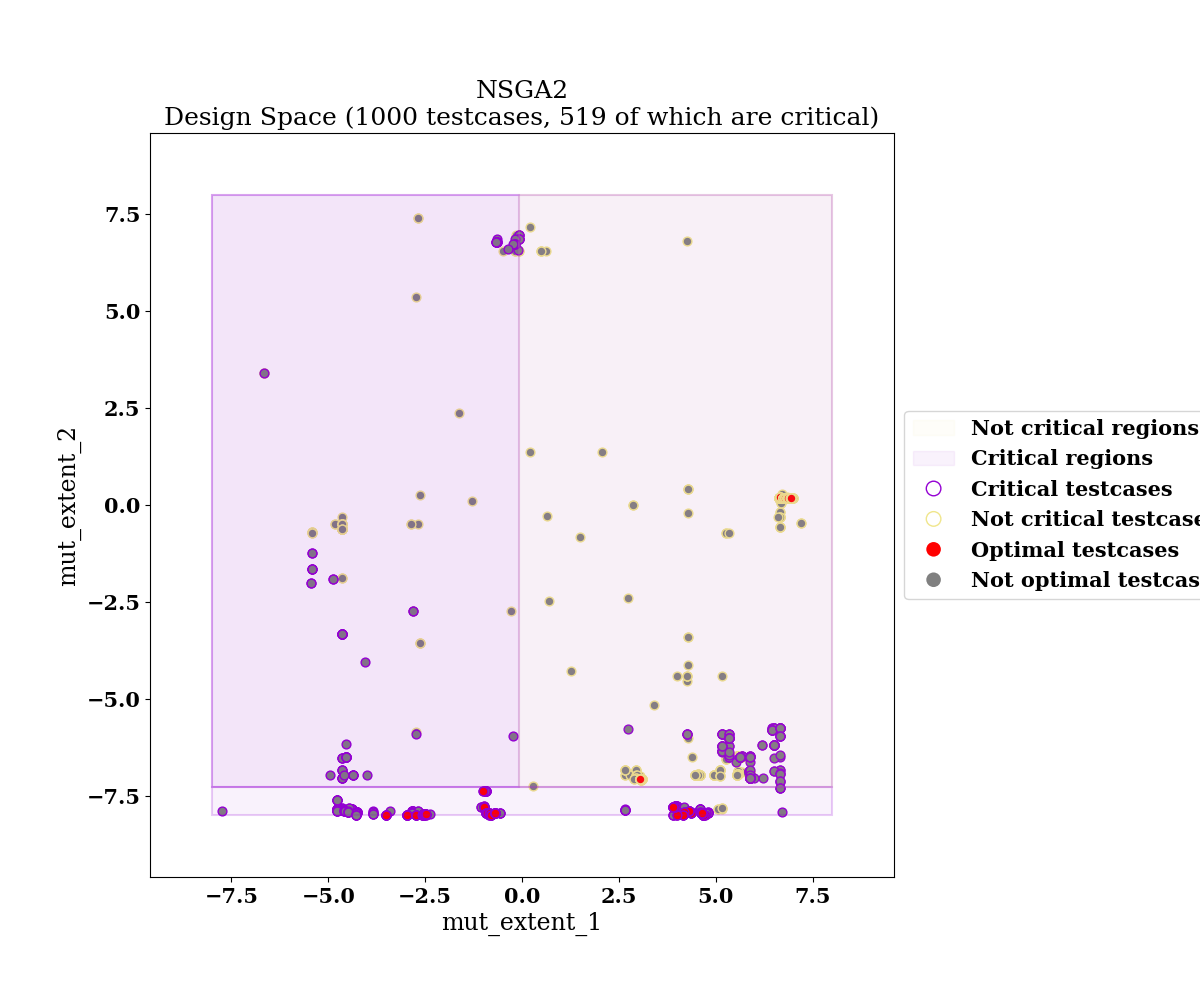 NSGA2
Design Space (1000 testcases, 519 of which are critical)
7.5
5.0
2.5
0.0
−2.5
−5.0
−7.5
mut_extent_2
−7.5
−5.0
−2.5
0.0
2.5
5.0
7.5
mut_extent_1
Not critical regions
Critical regions
Critical testcases
Not critical testcase
Optimal testcases
Not optimal testcas